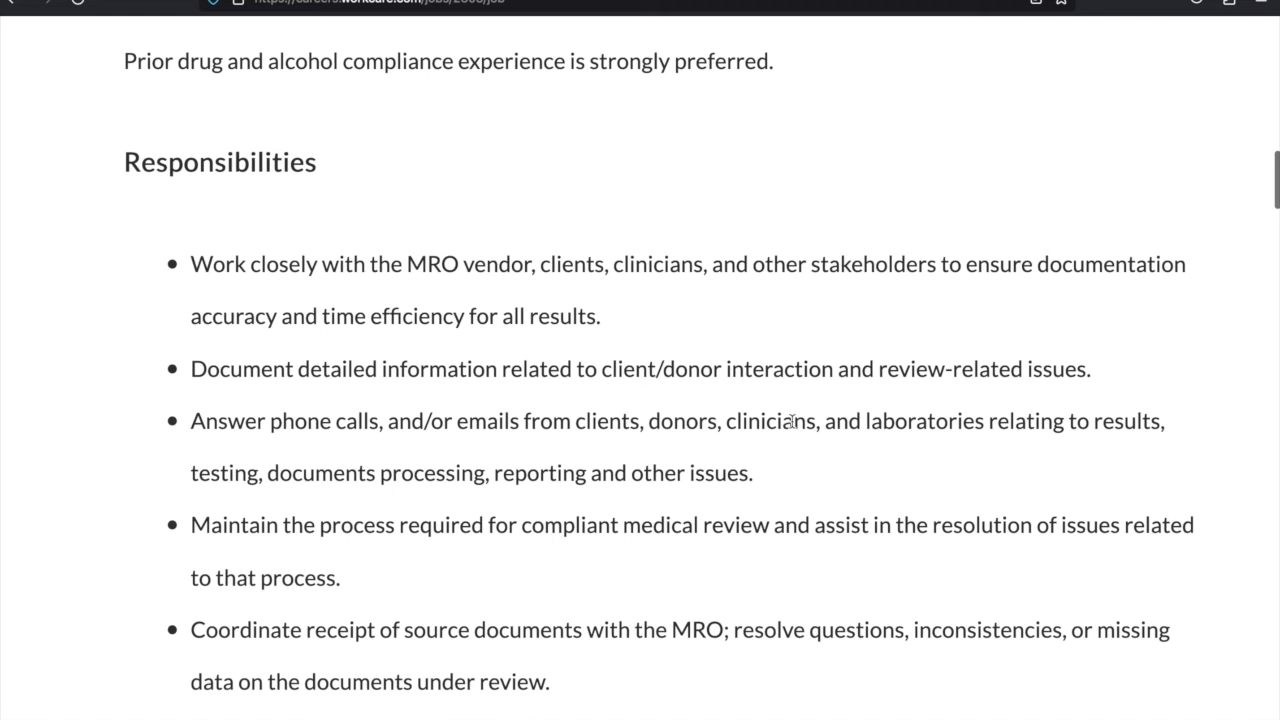 Prior drug and alcohol compliance experience is strongly preferred.
Responsibilities
• Work closely with the MRO vendor, clients, clinicians, and other stakeholders to ensure documentation
accuracy and time efficiency for all results.
• Document detailed information related to client/donor interaction and review-related issues.
• Answer phone calls, and/or emails from clients, donors, clinicians, and laboratories relating to results,
testing, documents processing, reporting and other issues.
• Maintain the process required for compliant medical review and assist in the resolution of issues related
to that process.
• Coordinate receipt of source documents with the MRO; resolve questions, inconsistencies, or missing
data on the documents under review.